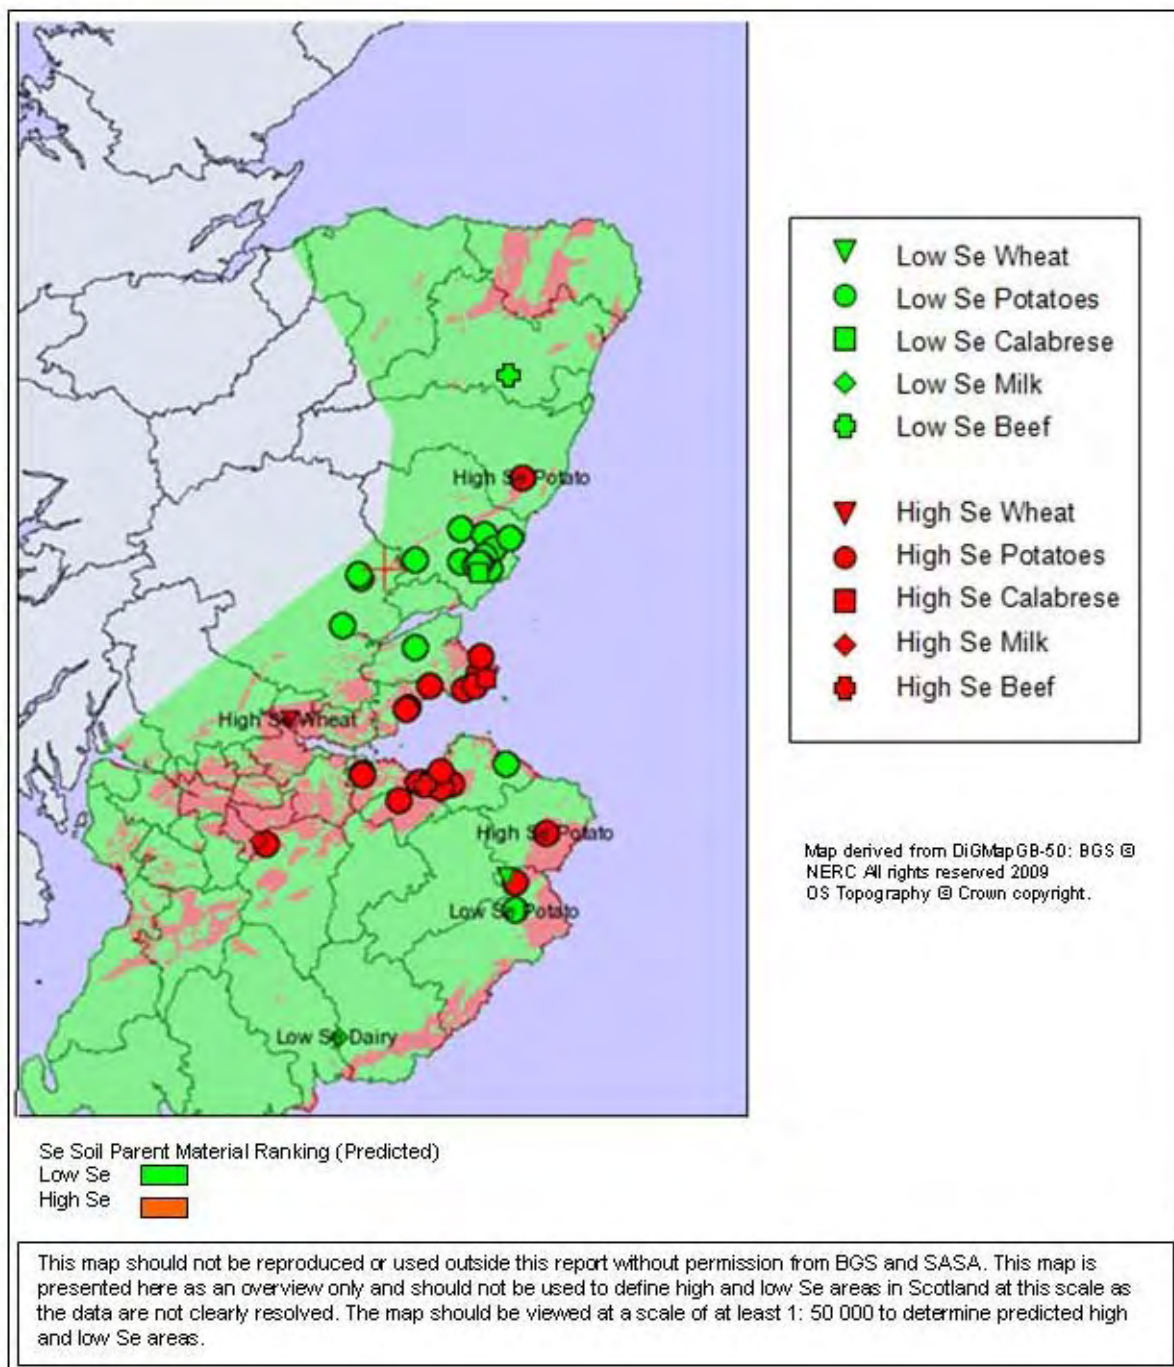 Low Se Wheat
Low Se Potatoes
Low Se Calabrese
Low Se Milk
Low Se Beef
High Se Wheat
High Se Potatoes
High Se Calabrese
High Se Milk
High Se Beef
High Se Potato
High Se Wheat
High Se Potato
Low Se Potato
Low Se Dairy
Map derived from DiGMapGB-50: BGS ©
NERC All rights reserved 2009
OS Topography © Crown copyright.
Se Soil Parent Material Ranking (Predicted)
Low Se
High Se
This map should not be reproduced or used outside this report without permission from BGS and SASA. This map is
presented here as an overview only and should not be used to define high and low Se areas in Scotland at this scale as
the data are not clearly resolved. The map should be viewed at a scale of at least 1: 50 000 to determine predicted high
and low Se areas.